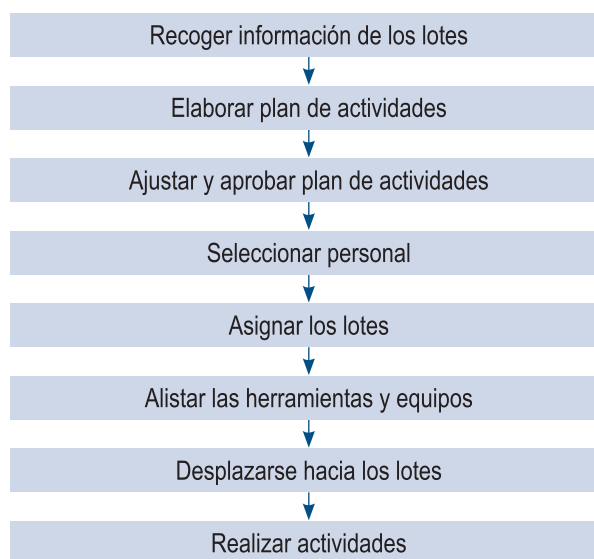 Recoger información de los lotes
Elaborar plan de actividades
Ajustar y aprobar plan de actividades
Seleccionar personal
Asignar los lotes
Alistar las herramientas y equipos
Desplazarse hacia los lotes
Realizar actividades